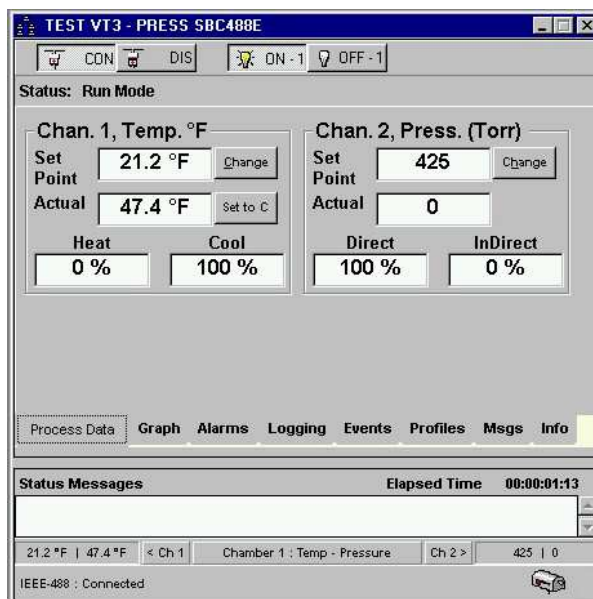 TEST VT3 - PRESS SBC488E
CON DIS ON - 1 OFF - 1
Status: Run Mode
Chan. 1, Temp. °F
Set Point 21.2 °F Change
Actual 47.4 °F Set to C
Heat Cool
0 % 100 %
Chan. 2, Press. (Torr)
Set Point 425 Change
Actual 0
Direct InDirect
100 % 0 %
Process Data Graph Alarms Logging Events Profiles Msgs Info
Status Messages Elapsed Time 00:00:01:13
21.2 °F | 47.4 °F < Ch 1 Chamber 1 : Temp - Pressure Ch 2 > 425 | 0
IEEE-488 : Connected